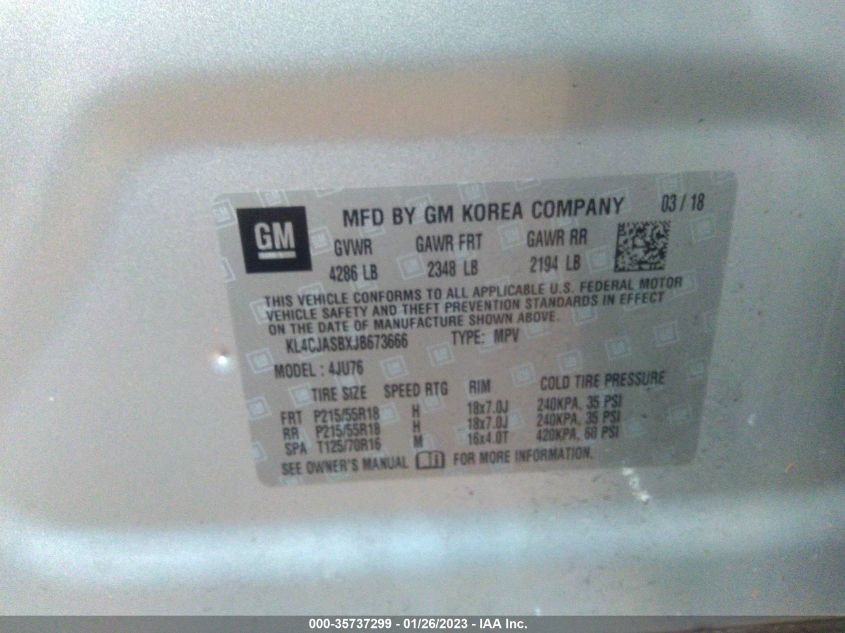 GM
MFD BY GM KOREA COMPANY 03 / 18
GVWR GAWR FRT GAWR RR
4286 LB 2348 LB 2194 LB
THIS VEHICLE CONFORMS TO ALL APPLICABLE U.S. FEDERAL MOTOR
VEHICLE SAFETY AND THEFT PREVENTION STANDARDS IN EFFECT
ON THE DATE OF MANUFACTURE SHOWN ABOVE.
KL4CJASBXJB673666 TYPE: MPV
MODEL : 4JU76
TIRE SIZE SPEED RTG RIM COLD TIRE PRESSURE
FRT P215/55R18 H 18x7.0J 240KPA, 35 PSI
RR P215/55R18 H 18x7.0J 240KPA, 35 PSI
SPA T125/70R16 M 16x4.0T 420KPA, 60 PSI
SEE OWNER'S MANUAL FOR MORE INFORMATION.
000-35737299 - 01/26/2023 - IAA Inc.